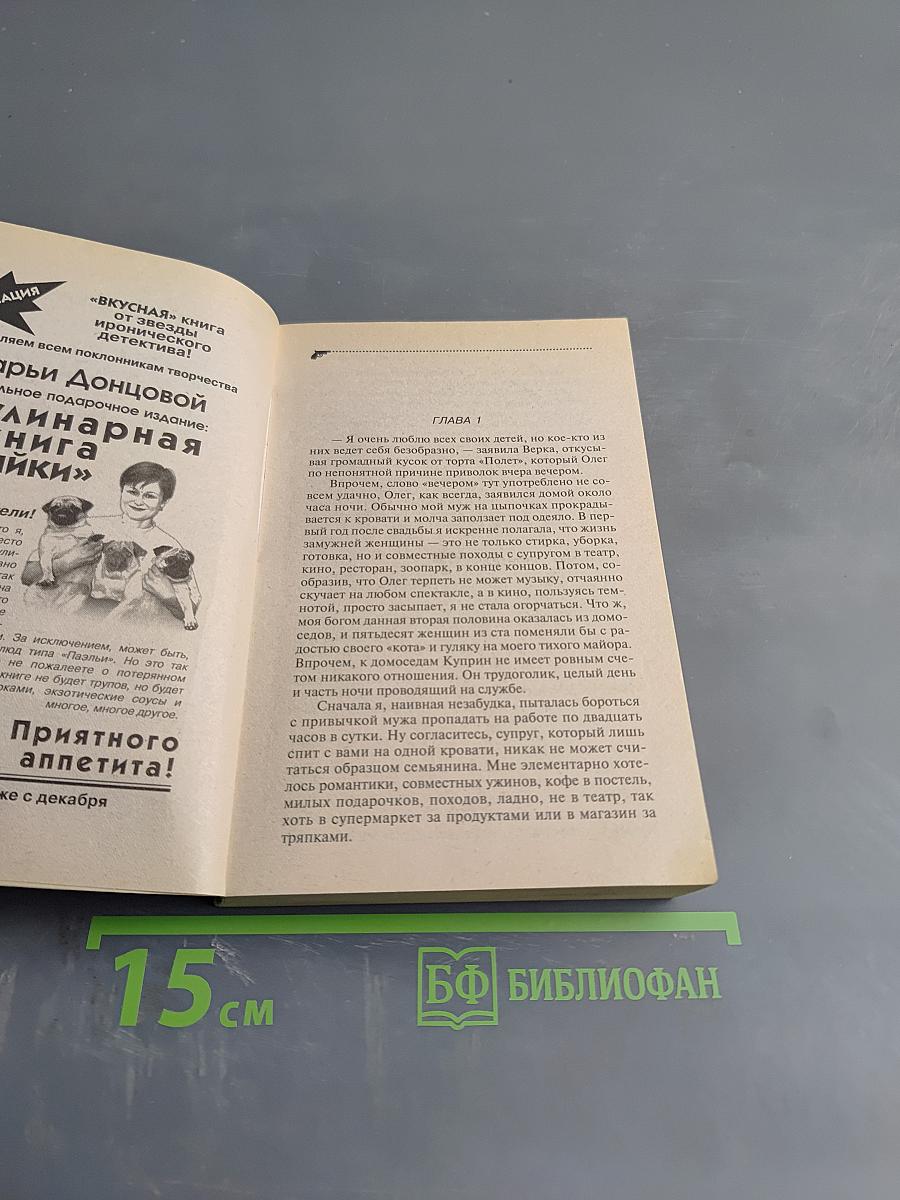 «ВКУСНАЯ» книга
от звезды
иронического
детектива!
всем поклонникам творчества
Донцовой
подарочное издание:
ели!
я,
За исключением, может быть,
типа «Паэльи». Но это так
не пожалеете о потерянном
книге не будет трупов, но будет
экзотические соусы и
многое, многое другое.
Приятного
аппетита!
же с декабря
ГЛАВА 1
— Я очень люблю всех своих детей, но кое-кто из
них ведет себя безобразно, — заявила Верка, откусы-
вая громадный кусок от торта «Полет», который Олег
по непонятной причине приволок вчера вечером.
Впрочем, слово «вечером» тут употреблено не со-
всем удачно, Олег, как всегда, заявился домой около
часа ночи. Обычно мой муж на цыпочках прокрады-
вается к кровати и молча заползает под одеяло. В пер-
вый год после свадьбы я искренне полагала, что жизнь
замужней женщины — это не только стирка, уборка,
готовка, но и совместные походы с супругом в театр,
кино, ресторан, зоопарк, в конце концов. Потом, со-
образив, что Олег терпеть не может музыку, отчаянно
скучает на любом спектакле, а в кино, пользуясь тем-
нотой, просто засыпает, я не стала огорчаться. Что ж,
моя богом данная вторая половина оказалась из домо-
седов, и пятьдесят женщин из ста поменяли бы с ра-
достью своего «кота» и гуляку на моего тихого майора.
Впрочем, к домоседам Куприн не имеет ровным сче-
том никакого отношения. Он трудоголик, целый день
и часть ночи проводящий на службе.
Сначала я, наивная незабудка, пыталась бороться
с привычкой мужа пропадать на работе по двадцать
часов в сутки. Ну согласитесь, супруг, который лишь
спит с вами на одной кровати, никак не может счи-
таться образцом семьянина. Мне элементарно хоте-
лось романтики, совместных ужинов, кофе в постель,
милых подарочков, походов, ладно, не в театр, так
хоть в супермаркет за продуктами или в магазин за
тряпками.
15 см
БФ БИБЛИОФАН